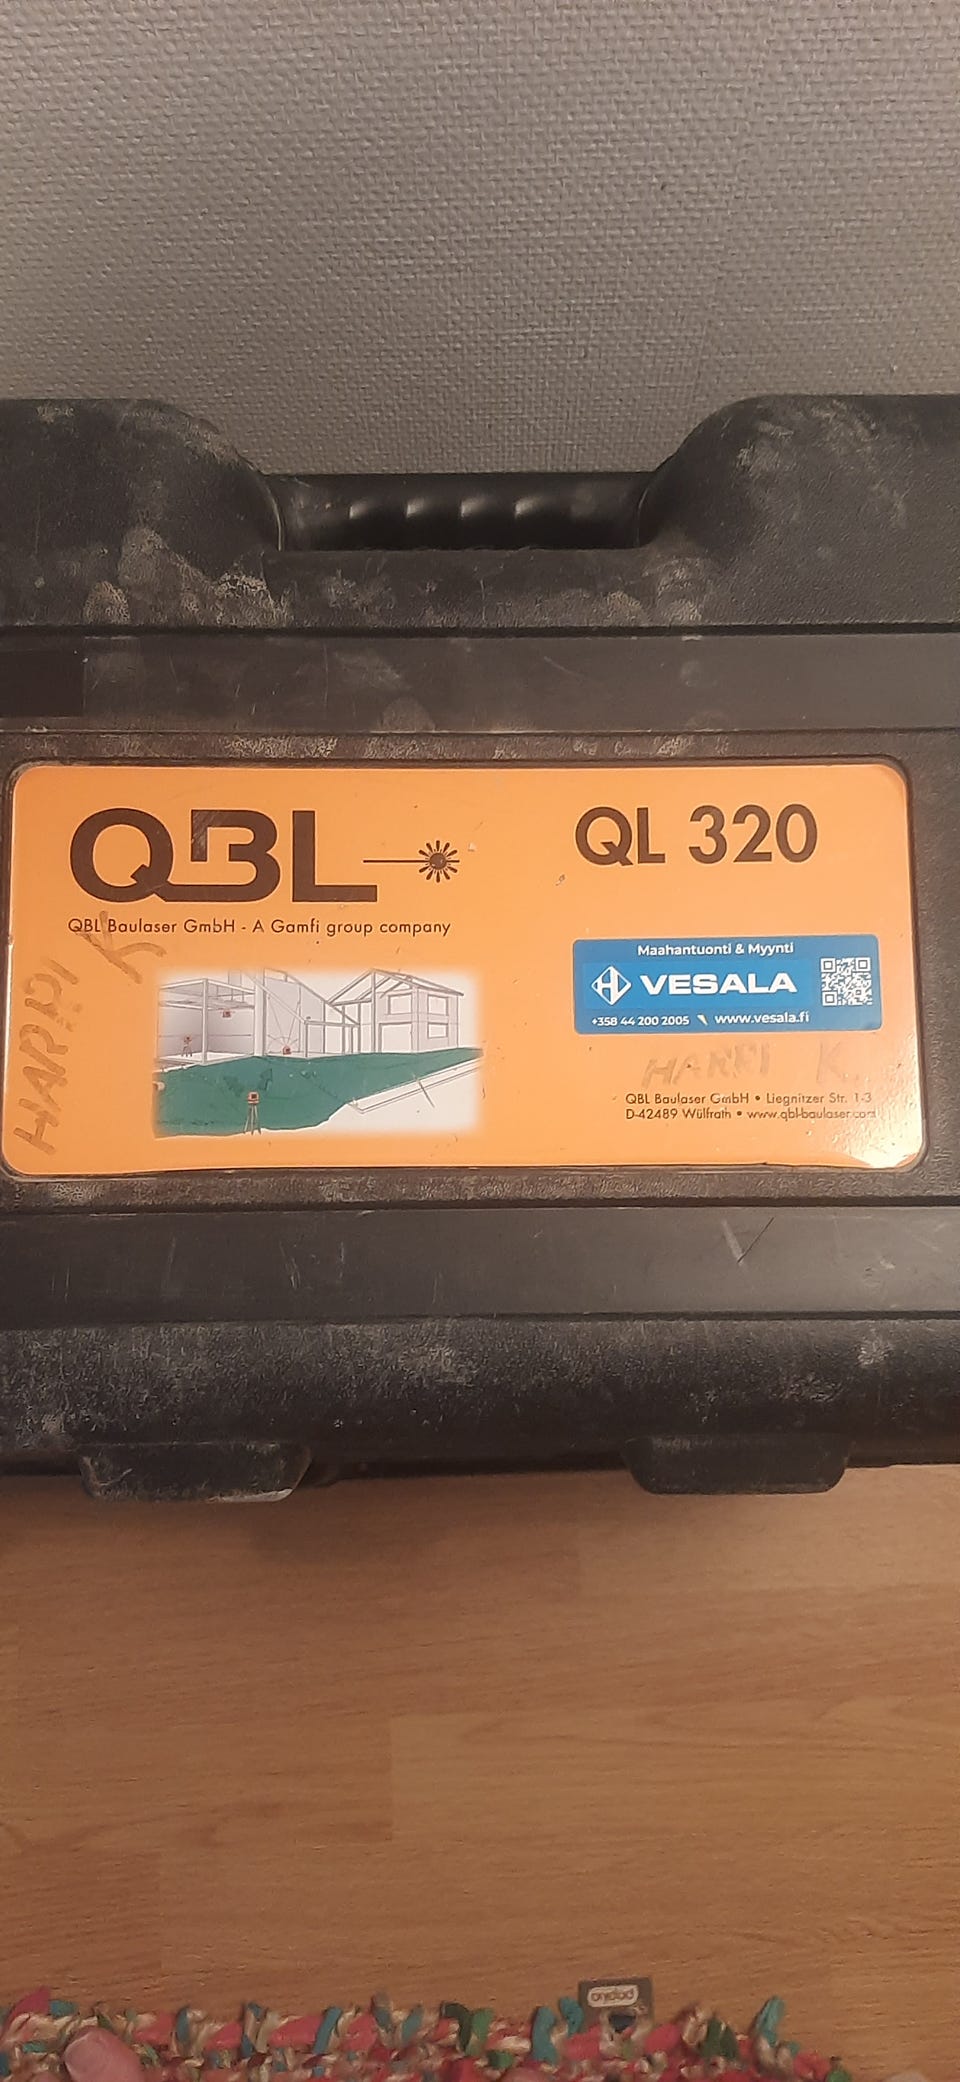 QBL
QL 320
QBL Baulaser GmbH - A Gamfi group company
Maahantuonti & Myynti
VESALA
+358 44 200 2005 www.vesala.fi
HARRI K
HARRI K.
QBL Baulaser GmbH • Liegnitzer Str. 1-3
D-42489 Wülfrath • www.qbl-baulaser.com